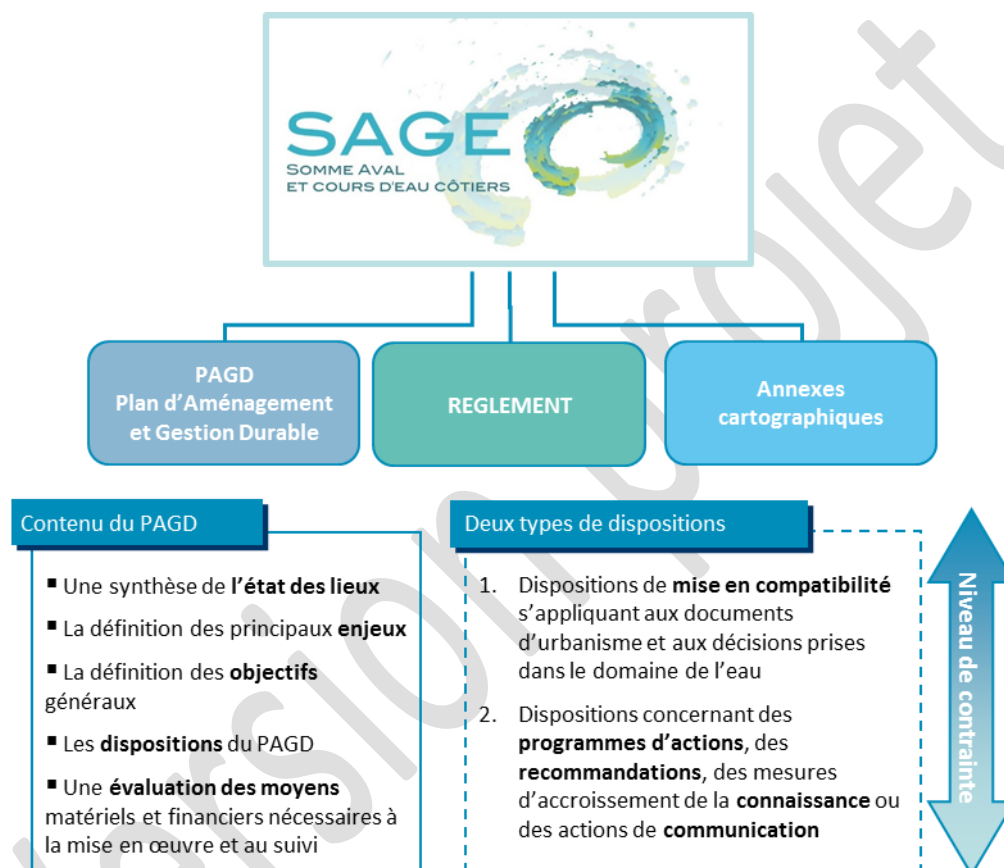 SAGE
SOMME AVAL
ET COURS D'EAU CÔTIERS
PAGD
Plan d'Aménagement
et Gestion Durable
REGLEMENT
Annexes
cartographiques
Contenu du PAGD
▪ Une synthèse de l'état des lieux
▪ La définition des principaux enjeux
▪ La définition des objectifs
généraux
▪ Les dispositions du PAGD
▪ Une évaluation des moyens
matériels et financiers nécessaires à
la mise en œuvre et au suivi
Deux types de dispositions
1. Dispositions de mise en compatibilité
s'appliquant aux documents
d'urbanisme et aux décisions prises
dans le domaine de l'eau
2. Dispositions concernant des
programmes d'actions, des
recommandations, des mesures
d'accroissement de la connaissance ou
des actions de communication
Niveau de contrainte
Version projet